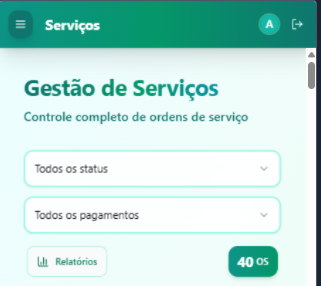 Serviços
A
Gestão de Serviços
Controle completo de ordens de serviço
Todos os status
Todos os pagamentos
Relatórios
40 OS